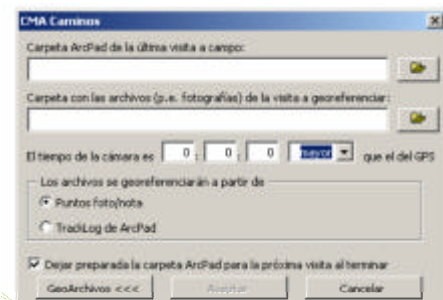 CMA Caminos
Carpeta ArcPad de la última visita a campo:
Carpeta con las archivos (p.e. fotografías) de la visita a georeferenciar:
El tiempo de la cámara es 0 : 0 : 0 mayor que el del GPS
Los archivos se georeferenciarán a partir de
Puntos foto/nota
TrackLog de ArcPad
Dejar preparada la carpeta ArcPad para la próxima visita al terminar
GeoArchivos <<< Aceptar Cancelar